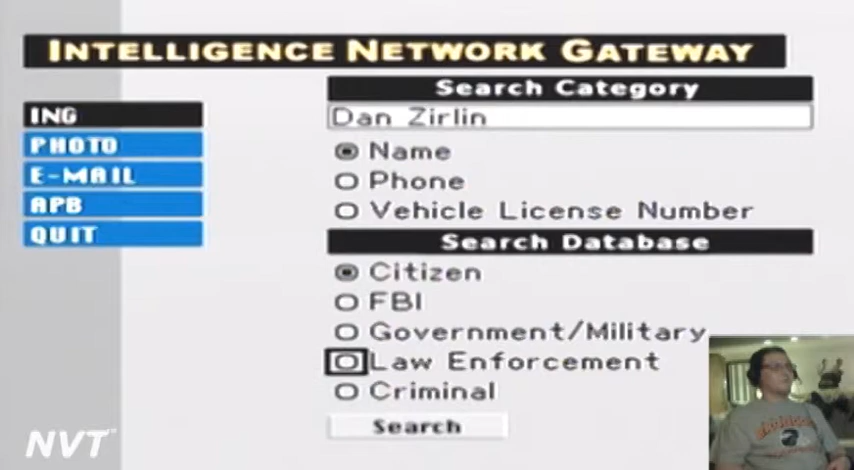 INTELLIGENCE NETWORK GATEWAY
ING
PHOTO
E-MAIL
APB
QUIT
Search Category
Dan Zirlin
Name
Phone
Vehicle License Number
Search Database
Citizen
FBI
Government/Military
Law Enforcement
Criminal
Search
NVT™